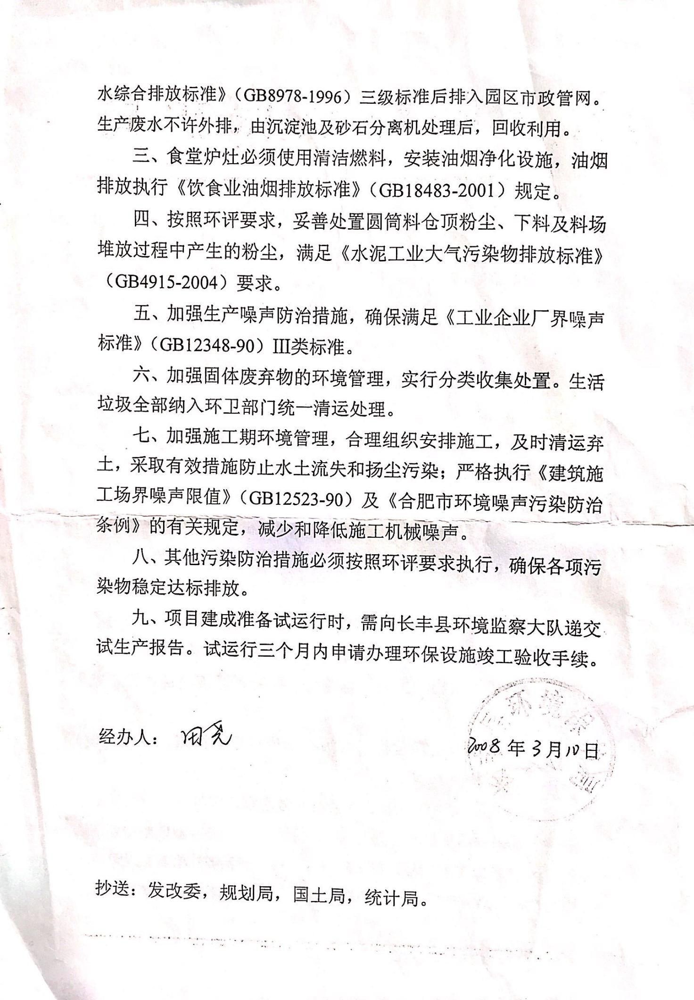 水综合排放标准》（GB8978-1996）三级标准后排入园区市政管网。
生产废水不许外排，由沉淀池及砂石分离机处理后，回收利用。
三、食堂炉灶必须使用清洁燃料，安装油烟净化设施，油烟
排放执行《饮食业油烟排放标准》（GB18483-2001）规定。
四、按照环评要求，妥善处置圆筒料仓顶粉尘、下料及料场
堆放过程中产生的粉尘，满足《水泥工业大气污染物排放标准》
（GB4915-2004）要求。
五、加强生产噪声防治措施，确保满足《工业企业厂界噪声
标准》（GB12348-90）Ⅲ类标准。
六、加强固体废弃物的环境管理，实行分类收集处置。生活
垃圾全部纳入环卫部门统一清运处理。
七、加强施工期环境管理，合理组织安排施工，及时清运弃
土，采取有效措施防止水土流失和扬尘污染；严格执行《建筑施
工场界噪声限值》（GB12523-90）及《合肥市环境噪声污染防治
条例》的有关规定，减少和降低施工机械噪声。
八、其他污染防治措施必须按照环评要求执行，确保各项污
染物稳定达标排放。
九、项目建成准备试运行时，需向长丰县环境监察大队递交
试生产报告。试运行三个月内申请办理环保设施竣工验收手续。
环境保
局
经办人：田尧
2008年3月10日
抄送：发改委，规划局，国土局，统计局。